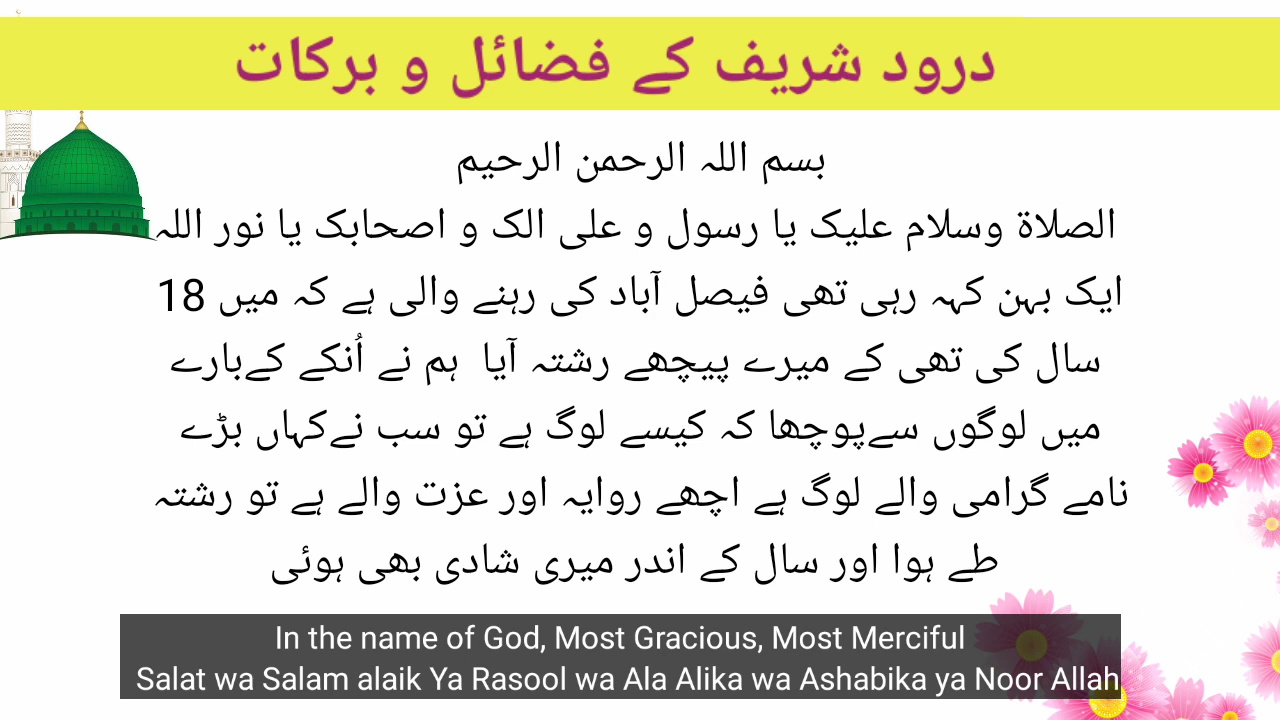 درود شریف کے فضائل و برکات
بسم اللہ الرحمن الرحیم
الصلاۃ وسلام علیک یا رسول و علی الک و اصحابک یا نور اللہ
ایک بہن کہہ رہی تھی فیصل آباد کی رہنے والی ہے کہ میں 18
سال کی تھی کے میرے پیچھے رشتہ آیا  ہم نے اُنکے کےبارے
میں لوگوں سےپوچھا کہ کیسے لوگ ہے تو سب نےکہاں بڑے
نامے گرامی والے لوگ ہے اچھے روایہ اور عزت والے ہے تو رشتہ
طے ہوا اور سال کے اندر میری شادی بھی ہوئی
In the name of God, Most Gracious, Most Merciful
Salat wa Salam alaik Ya Rasool wa Ala Alika wa Ashabika ya Noor Allah